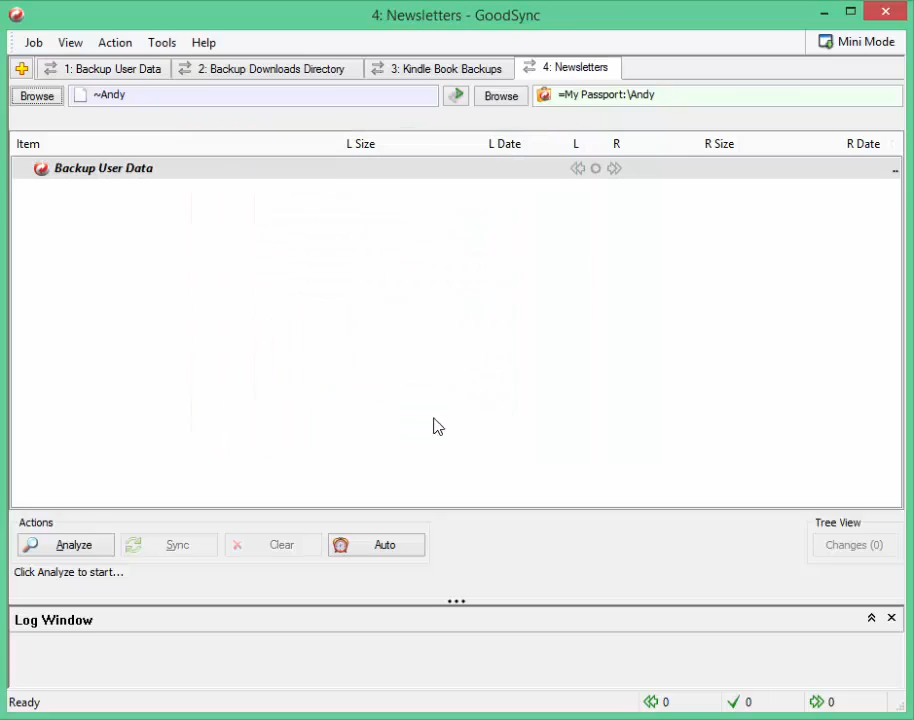 4: Newsletters - GoodSync
Job View Action Tools Help Mini Mode
1: Backup User Data 2: Backup Downloads Directory 3: Kindle Book Backups 4: Newsletters
Browse ~Andy Browse =My Passport:\Andy
Item L Size L Date L R R Size R Date
Backup User Data ..
Actions Tree View
Analyze Sync Clear Auto Changes (0)
Click Analyze to start...
Log Window
Ready 0 0 0